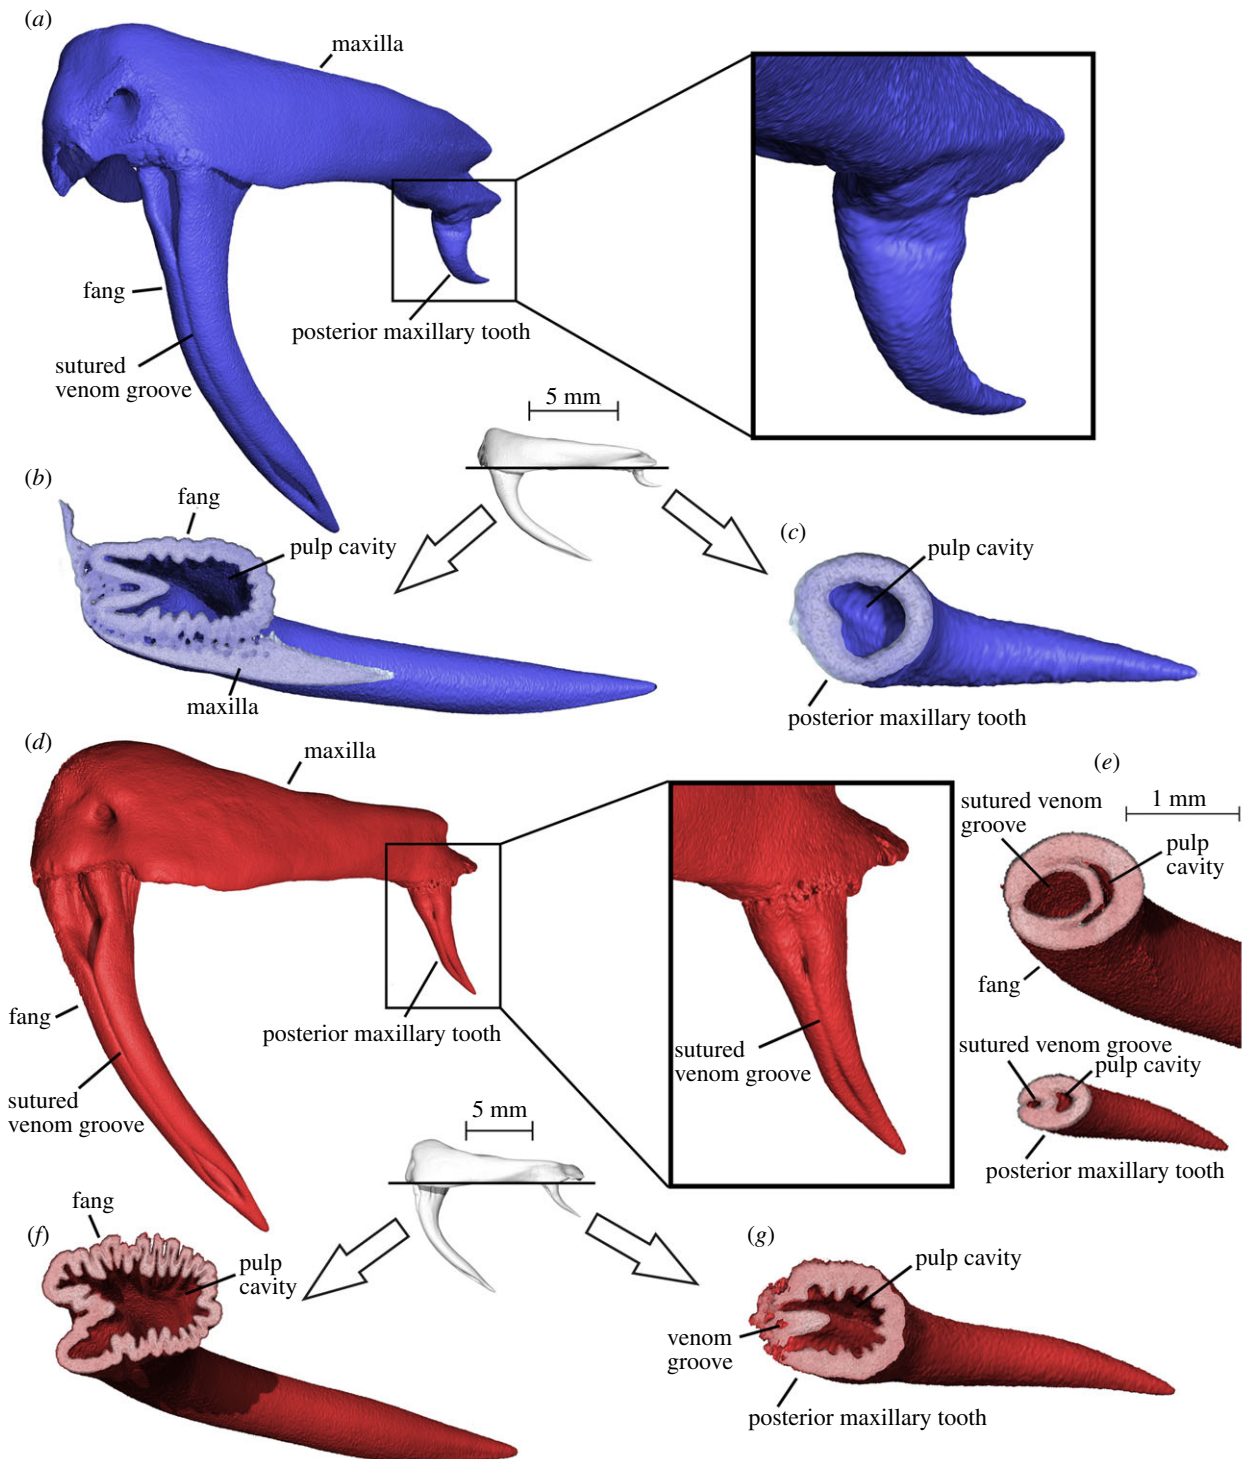 (a)
maxilla
fang
posterior maxillary tooth
sutured
venom groove
5 mm
(b)
fang
pulp cavity
maxilla
(c)
pulp cavity
posterior maxillary tooth
(d)
maxilla
fang
posterior maxillary tooth
sutured
venom groove
sutured
venom groove
(e)
sutured venom
groove
1 mm
pulp
cavity
fang
sutured venom groove
pulp cavity
posterior maxillary tooth
5 mm
(f)
fang
pulp
cavity
(g)
pulp cavity
venom
groove
posterior maxillary tooth